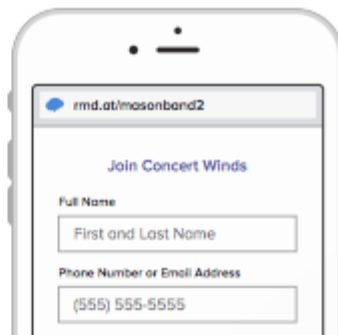 rmd.at/masonband2
Join Concert Winds
Full Name
First and Last Name
Phone Number or Email Address
(555) 555-5555